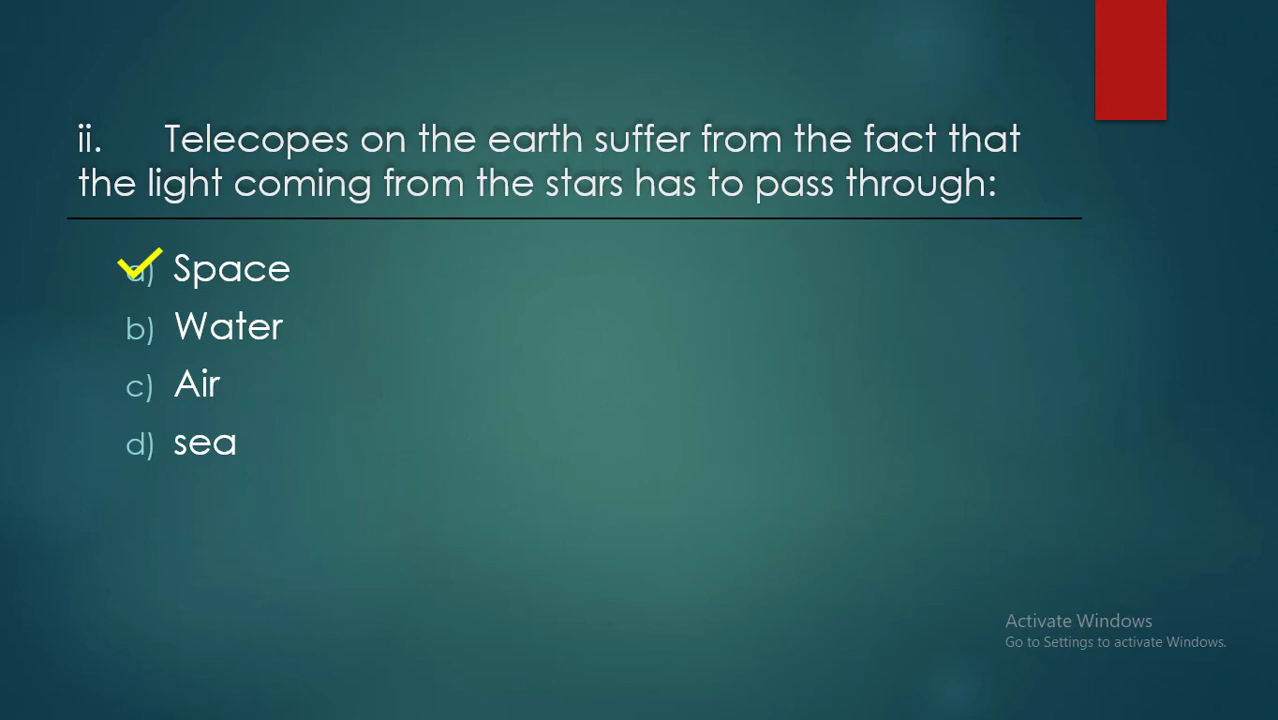 ii. Telecopes on the earth suffer from the fact that
the light coming from the stars has to pass through:
a) Space
b) Water
c) Air
d) sea
Activate Windows
Go to Settings to activate Windows.